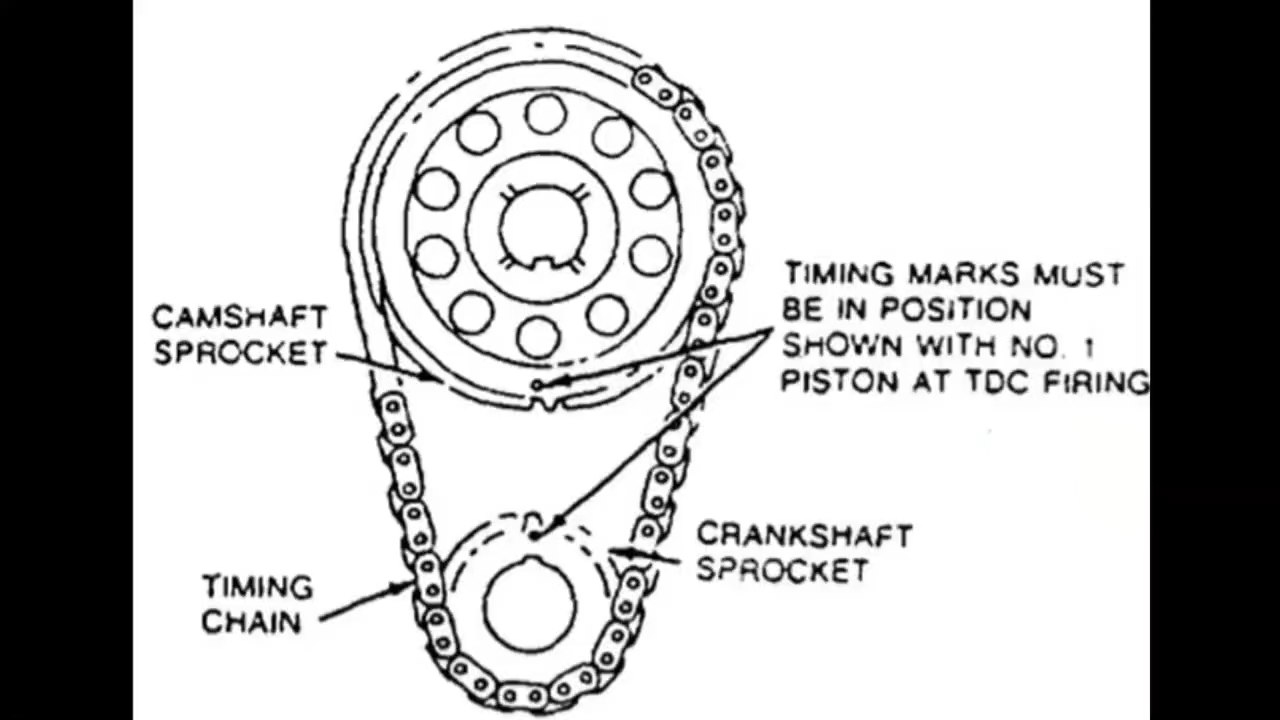 TIMING MARKS MUST
BE IN POSITION
SHOWN WITH NO. 1
PISTON AT TDC FIRING
CAMSHAFT
SPROCKET
CRANKSHAFT
SPROCKET
TIMING
CHAIN